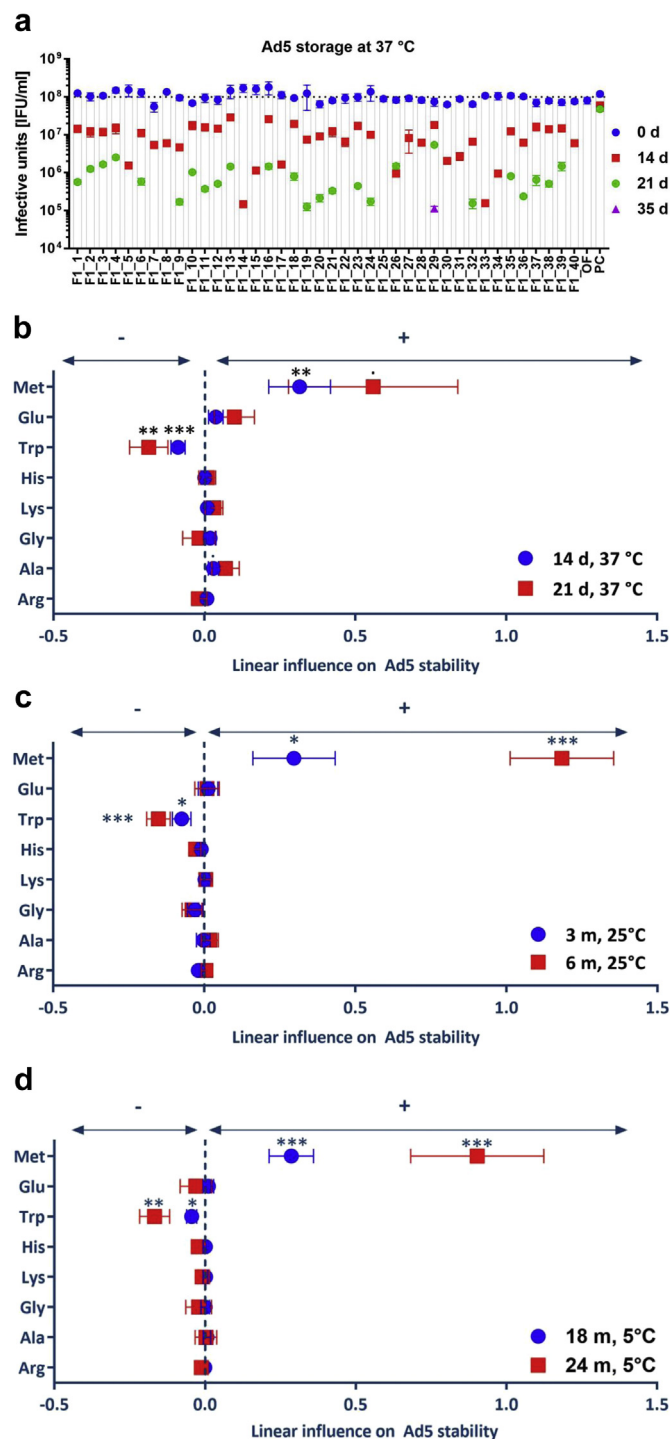 a
Ad5 storage at 37 °C
Infective units [IFU/ml]
10⁹
10⁸
10⁷
10⁶
10⁵
10⁴
0 d
14 d
21 d
35 d
F1_1
F1_2
F1_3
F1_4
F1_5
F1_6
F1_7
F1_8
F1_9
F1_10
F1_11
F1_12
F1_13
F1_14
F1_15
F1_16
F1_17
F1_18
F1_19
F1_20
F1_21
F1_22
F1_23
F1_24
F1_25
F1_26
F1_27
F1_28
F1_29
F1_30
F1_31
F1_32
F1_33
F1_34
F1_35
F1_36
F1_37
F1_38
F1_39
F1_40
OF
PC
b
- +
Met
** .
Glu
Trp
** ***
His
Lys
Gly
Ala
.
Arg
14 d, 37 °C
21 d, 37 °C
-0.5 0.0 0.5 1.0 1.5
Linear influence on Ad5 stability
c
- +
Met
* ***
Glu
Trp
*** *
His
Lys
Gly
Ala
Arg
3 m, 25°C
6 m, 25°C
-0.5 0.0 0.5 1.0 1.5
Linear influence on Ad5 stability
d
- +
Met
*** ***
Glu
Trp
** *
His
Lys
Gly
Ala
Arg
18 m, 5°C
24 m, 5°C
-0.5 0.0 0.5 1.0 1.5
Linear influence on Ad5 stability